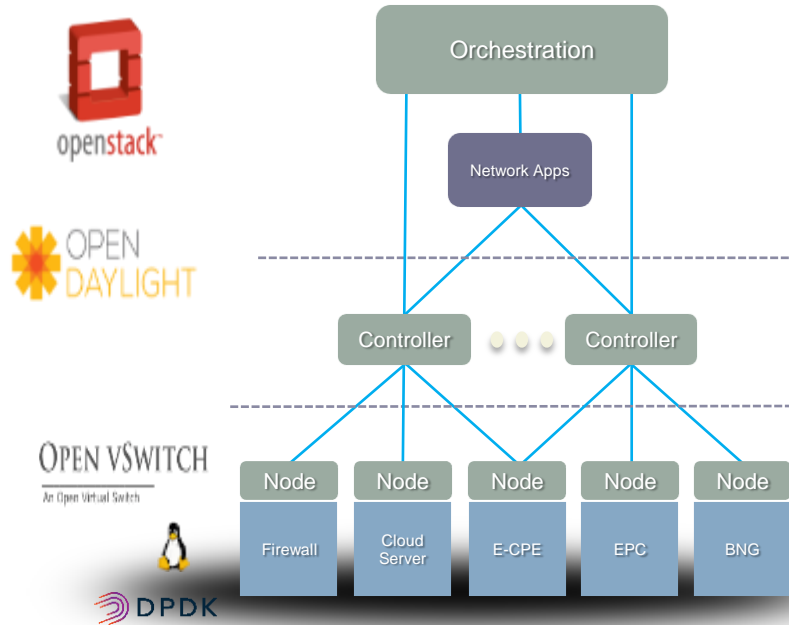 Orchestration
openstack™
Network Apps
OPEN
DAYLIGHT
Controller
Controller
OPEN VSWITCH
An Open Virtual Switch
Node
Node
Node
Node
Node
Firewall
Cloud
Server
E-CPE
EPC
BNG
DPDK